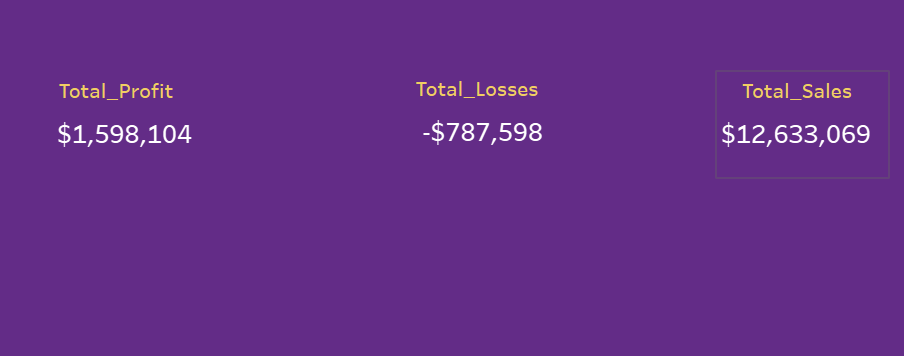 Total_Profit
$1,598,104
Total_Losses
-$787,598
Total_Sales
$12,633,069